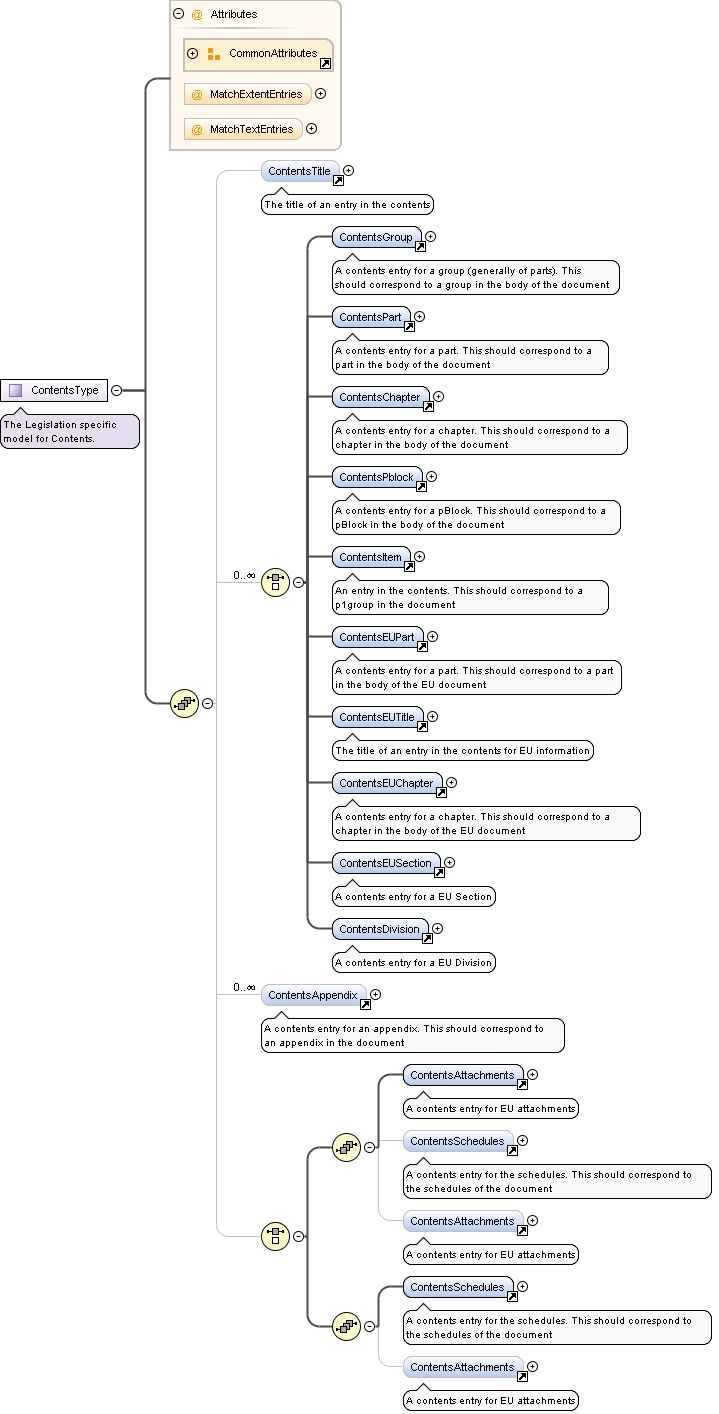 Attributes
CommonAttributes
MatchExtentEntries
MatchTextEntries
ContentsTitle
The title of an entry in the contents
ContentsGroup
A contents entry for a group (generally of parts). This
should correspond to a group in the body of the document
ContentsPart
A contents entry for a part. This should correspond to a
part in the body of the document
ContentsType
The Legislation specific
model for Contents.
ContentsChapter
A contents entry for a chapter. This should correspond to a
chapter in the body of the document
ContentsPblock
A contents entry for a pBlock. This should correspond to a
pBlock in the body of the document
0..∞
ContentsItem
An entry in the contents. This should correspond to a
p1group in the document
ContentsEUPart
A contents entry for a part. This should correspond to a part
in the body of the EU document
ContentsEUTitle
The title of an entry in the contents for EU information
ContentsEUChapter
A contents entry for a chapter. This should correspond to a
chapter in the body of the EU document
ContentsEUSection
A contents entry for a EU Section
ContentsDivision
A contents entry for a EU Division
0..∞
ContentsAppendix
A contents entry for an appendix. This should correspond to
an appendix in the document
ContentsAttachments
A contents entry for EU attachments
ContentsSchedules
A contents entry for the schedules. This should correspond to
the schedules of the document
ContentsAttachments
A contents entry for EU attachments
ContentsSchedules
A contents entry for the schedules. This should correspond to
the schedules of the document
ContentsAttachments
A contents entry for EU attachments